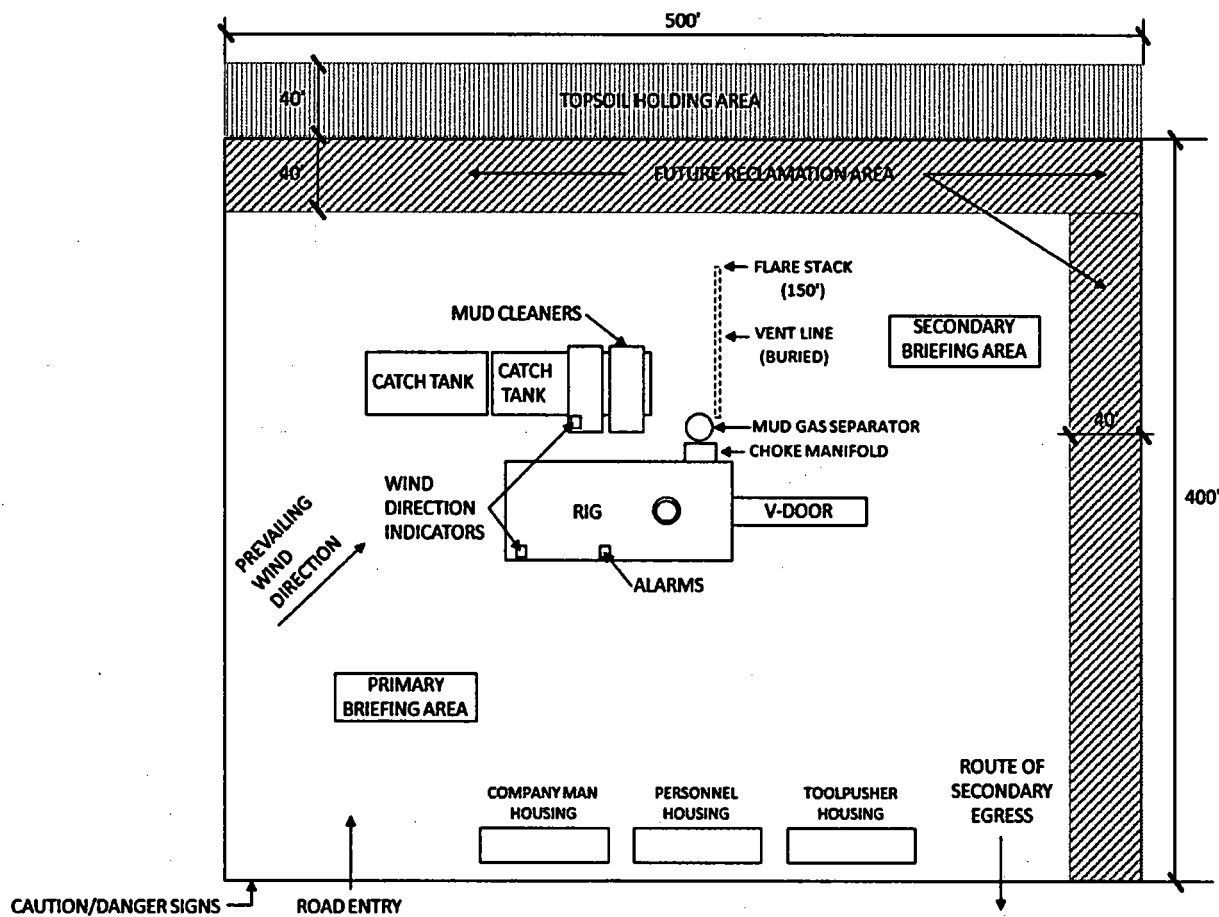 500'
40'
TOPSOIL HOLDING AREA
40'
FUTURE RECLAMATION AREA
FLARE STACK
(150')
MUD CLEANERS
VENT LINE
(BURIED)
SECONDARY
BRIEFING AREA
CATCH TANK
CATCH
TANK
MUD GAS SEPARATOR
CHOKE MANIFOLD
40'
400'
WIND
DIRECTION
INDICATORS
RIG
V-DOOR
PREVAILING
WIND
DIRECTION
ALARMS
PRIMARY
BRIEFING AREA
COMPANY MAN
HOUSING
PERSONNEL
HOUSING
TOOLPUSHER
HOUSING
ROUTE OF
SECONDARY
EGRESS
CAUTION/DANGER SIGNS
ROAD ENTRY